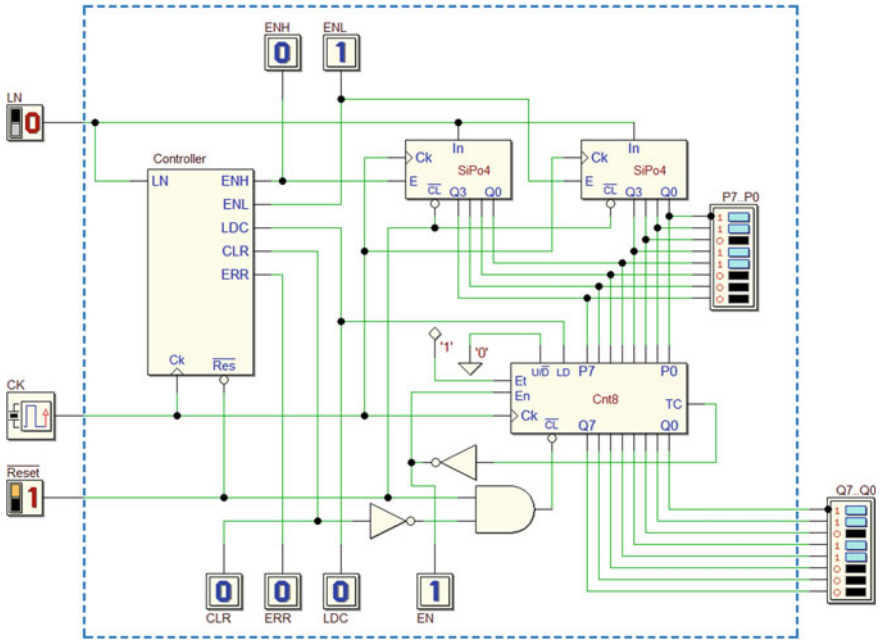 ENH ENL
0 1
LN
0
Controller
LN ENH
ENL
LDC
CLR
ERR
Ck Res
In
Ck
SiPo4
E CL Q3 Q0
In
Ck
SiPo4
E CL Q3 Q0
P7..P0
1
1
0
1
1
0
0
0
'1' '0'
U/D LD P7 P0
Et
En
Cnt8
Ck
TC
CL Q7 Q0
CK
Reset
1
Q7..Q0
1
1
0
1
1
0
0
0
0 0 0 1
CLR ERR LDC EN